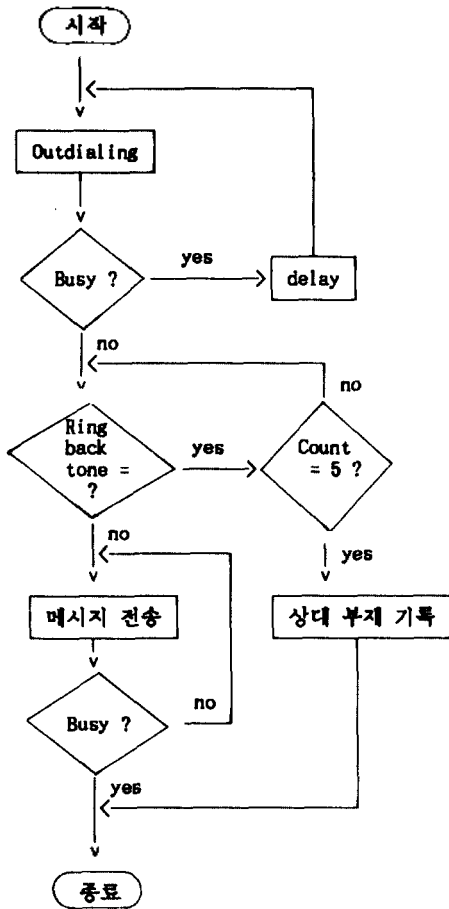 시작
Outdialing
Busy ?
yes
delay
no
no
Ring
back
tone =
?
yes
Count
= 5 ?
no
yes
메시지 전송
상대 부재 기록
Busy ?
no
yes
종료